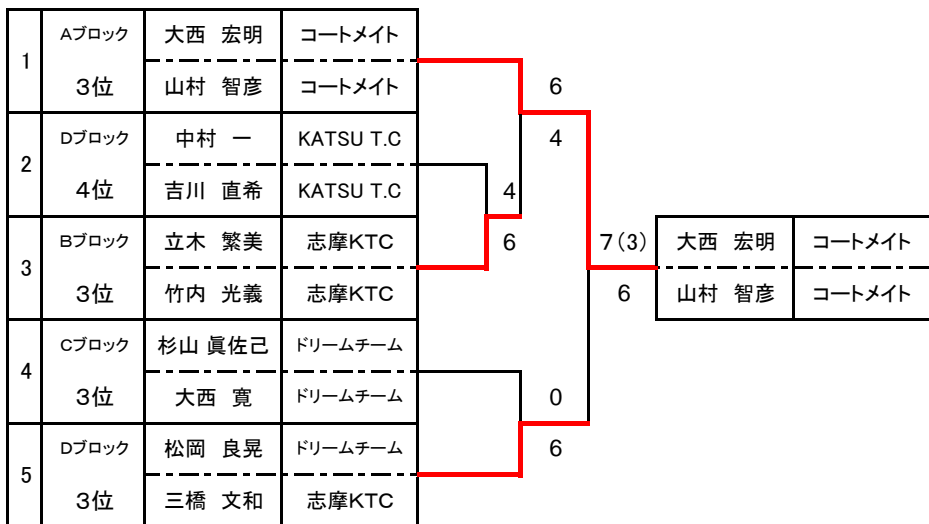 1 Aブロック 大西 宏明 コートメイト
3位 山村 智彦 コートメイト
6
2 Dブロック 中村 一 KATSU T.C
4
4位 吉川 直希 KATSU T.C
4
3 Bブロック 立木 繁美 志摩KTC
6
7(3) 大西 宏明 コートメイト
3位 竹内 光義 志摩KTC
6 山村 智彦 コートメイト
4 Cブロック 杉山 眞佐己 ドリームチーム
3位 大西 寛 ドリームチーム
0
5 Dブロック 松岡 良晃 ドリームチーム
6
3位 三橋 文和 志摩KTC